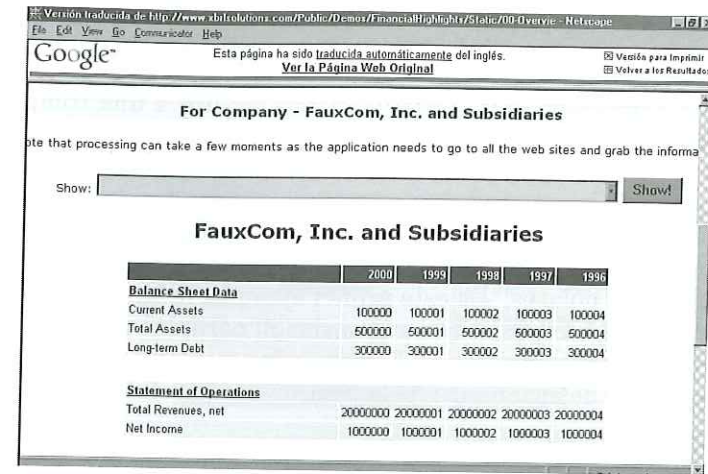 Versión traducida de http://www.xbrlsolutions.com/Public/Demos/FinancialHighlights/Static/00-Overvie - Netscape
File Edit View Go Communicator Help
Google
Esta página ha sido traducida automáticamente del inglés.
Ver la Página Web Original
Versión para Imprimir
Volver a los Resultados
For Company - FauxCom, Inc. and Subsidiaries
ote that processing can take a few moments as the application needs to go to all the web sites and grab the informa
Show: Show!
FauxCom, Inc. and Subsidiaries
2000 1999 1998 1997 1996
Balance Sheet Data
Current Assets 100000 100001 100002 100003 100004
Total Assets 500000 500001 500002 500003 500004
Long-term Debt 300000 300001 300002 300003 300004
Statement of Operations
Total Revenues, net 20000000 20000001 20000002 20000003 20000004
Net Income 1000000 1000001 1000002 1000003 1000004